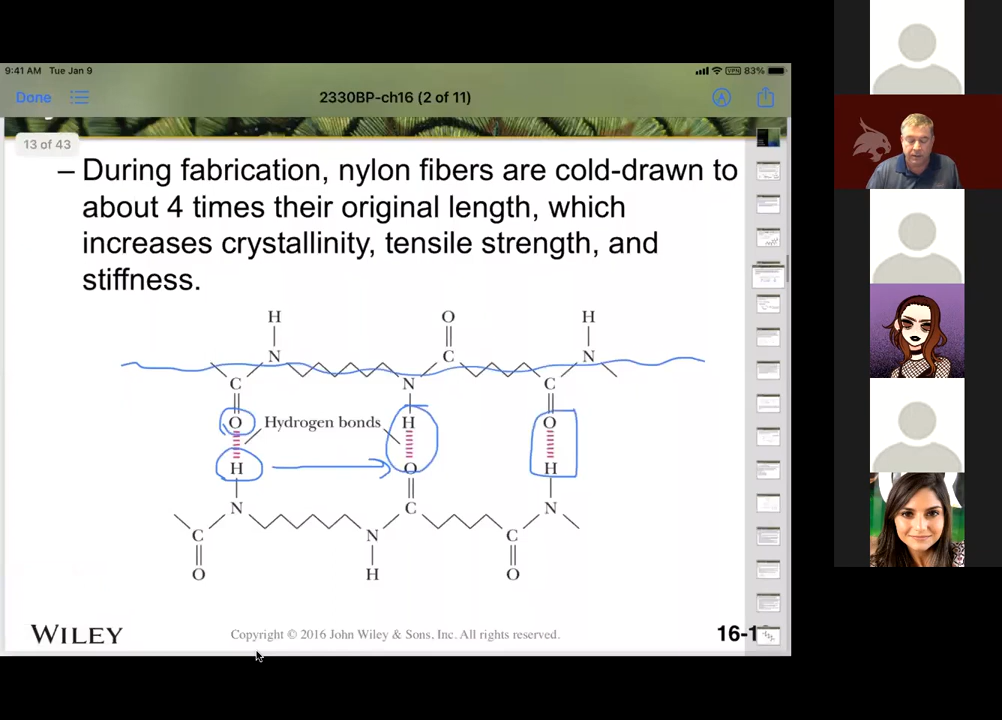 9:41 AM Tue Jan 9
VPN 83%
Done
2330BP-ch16 (2 of 11)
13 of 43
– During fabrication, nylon fibers are cold-drawn to
about 4 times their original length, which
increases crystallinity, tensile strength, and
stiffness.
H O H
N C N
C N C
O Hydrogen bonds H O
H O H
N C N
C N C
O H O
WILEY
Copyright © 2016 John Wiley & Sons, Inc. All rights reserved.
16-1